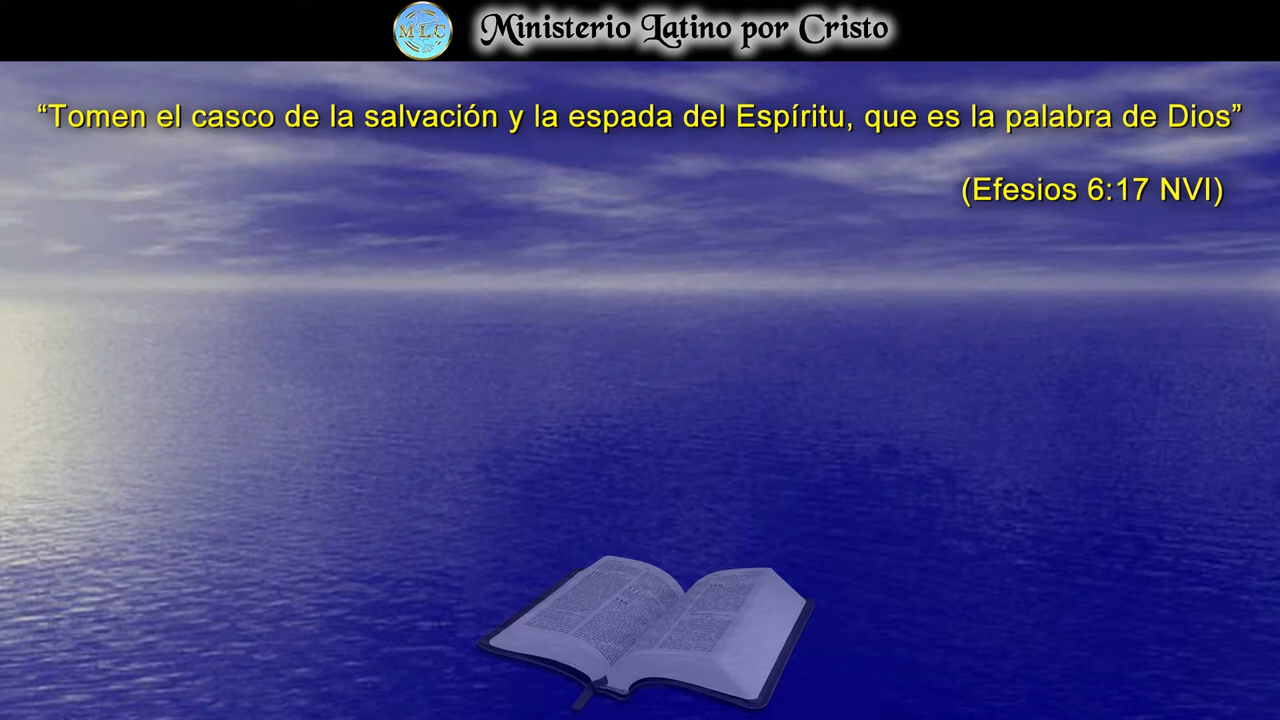 MLC
Ministerio Latino por Cristo
“Tomen el casco de la salvación y la espada del Espíritu, que es la palabra de Dios”
(Efesios 6:17 NVI)